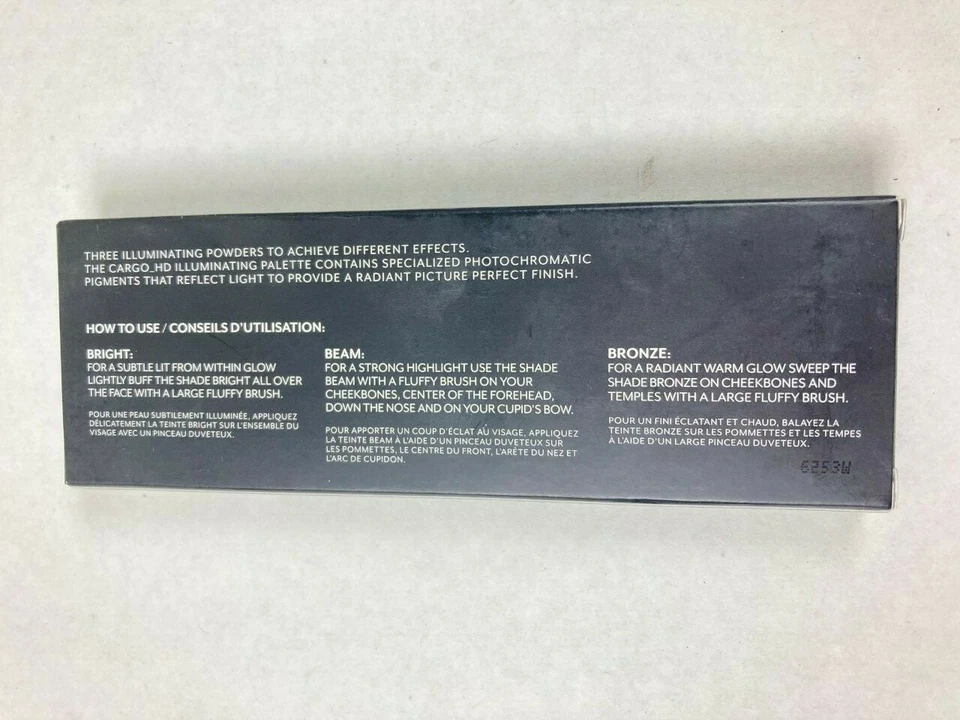 THREE ILLUMINATING POWDERS TO ACHIEVE DIFFERENT EFFECTS.
THE CARGO_HD ILLUMINATING PALETTE CONTAINS SPECIALIZED PHOTOCHROMATIC
PIGMENTS THAT REFLECT LIGHT TO PROVIDE A RADIANT PICTURE PERFECT FINISH.
HOW TO USE / CONSEILS D'UTILISATION:
BRIGHT:
FOR A SUBTLE LIT FROM WITHIN GLOW
LIGHTLY BUFF THE SHADE BRIGHT ALL OVER
THE FACE WITH A LARGE FLUFFY BRUSH.
POUR UNE PEAU SUBTILEMENT ILLUMINÉE, APPLIQUEZ
DÉLICATEMENT LA TEINTE BRIGHT SUR L'ENSEMBLE DU
VISAGE AVEC UN PINCEAU DUVETEUX.
BEAM:
FOR A STRONG HIGHLIGHT USE THE SHADE
BEAM WITH A FLUFFY BRUSH ON YOUR
CHEEKBONES, CENTER OF THE FOREHEAD,
DOWN THE NOSE AND ON YOUR CUPID'S BOW.
POUR APPORTER UN COUP D'ÉCLAT AU VISAGE, APPLIQUEZ
LA TEINTE BEAM À L'AIDE D'UN PINCEAU DUVETEUX SUR
LES POMMETTES, LE CENTRE DU FRONT, L'ARÊTE DU NEZ ET
L'ARC DE CUPIDON.
BRONZE:
FOR A RADIANT WARM GLOW SWEEP THE
SHADE BRONZE ON CHEEKBONES AND
TEMPLES WITH A LARGE FLUFFY BRUSH.
POUR UN FINI ÉCLATANT ET CHAUD, BALAYEZ LA
TEINTE BRONZE SUR LES POMMETTES ET LES TEMPES
À L'AIDE D'UN LARGE PINCEAU DUVETEUX.
6253W